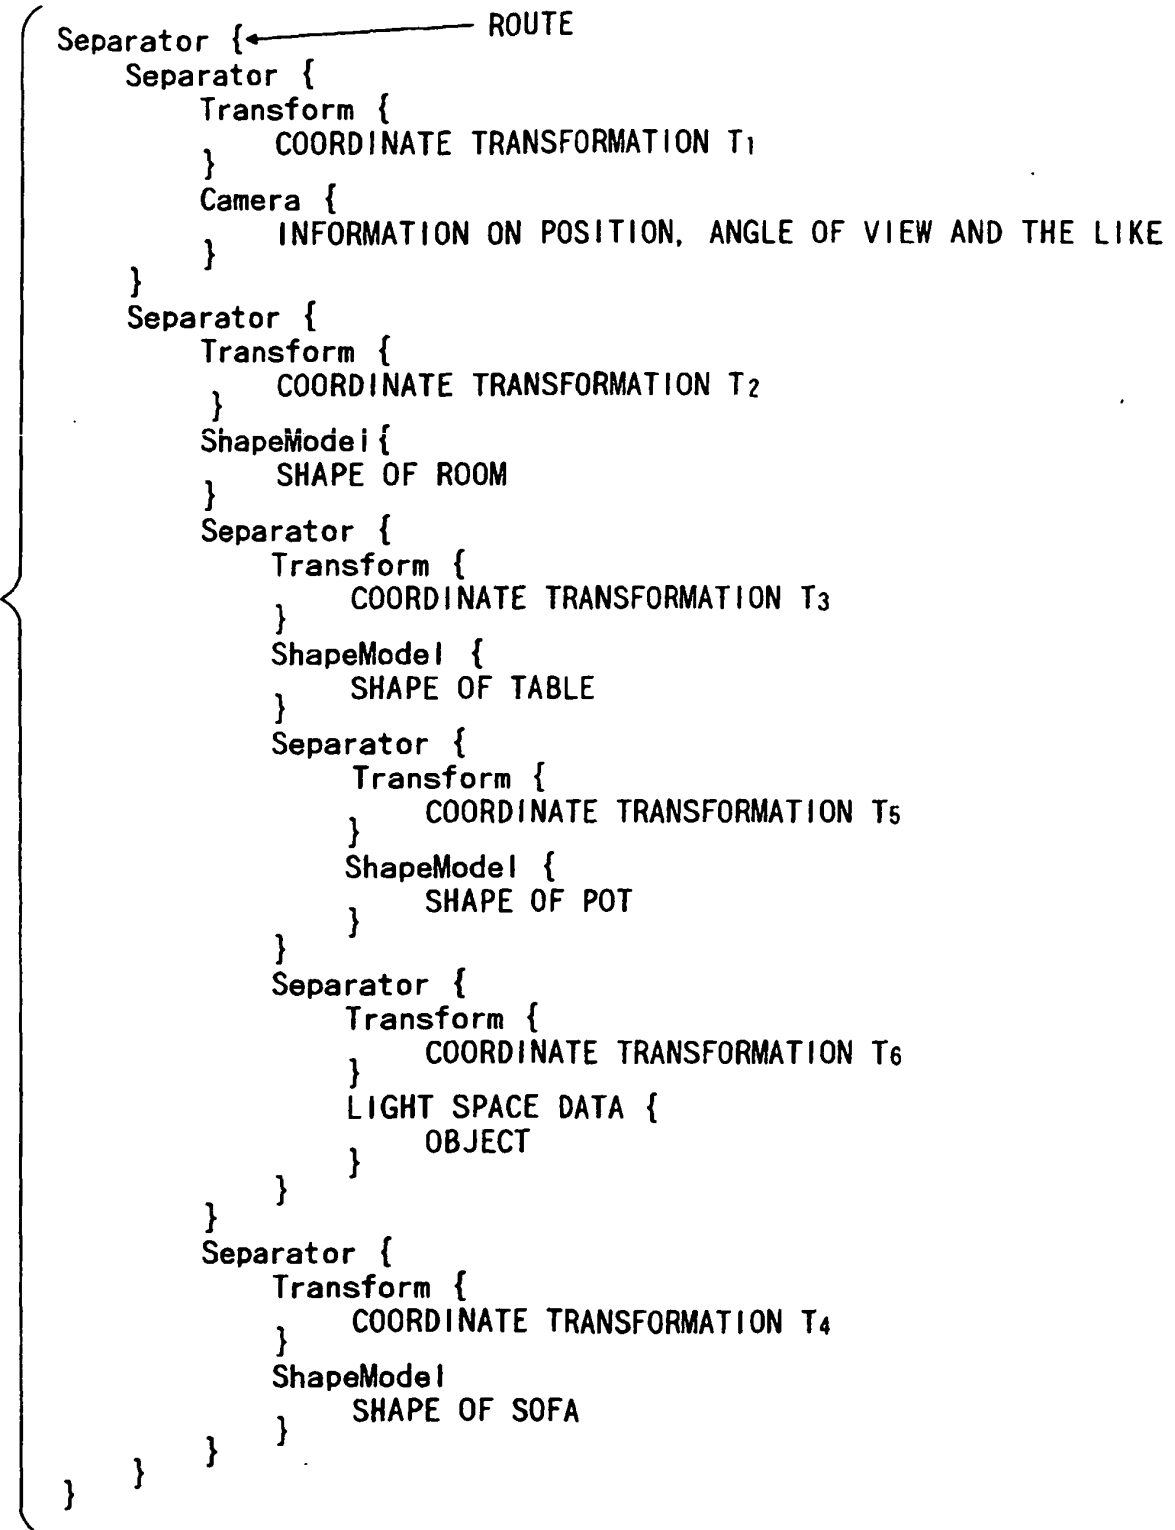 Separator { ROUTE
Separator {
Transform {
COORDINATE TRANSFORMATION T1
}
Camera {
INFORMATION ON POSITION, ANGLE OF VIEW AND THE LIKE
}
}
Separator {
Transform {
COORDINATE TRANSFORMATION T2
}
ShapeModel{
SHAPE OF ROOM
}
Separator {
Transform {
COORDINATE TRANSFORMATION T3
}
ShapeModel {
SHAPE OF TABLE
}
Separator {
Transform {
COORDINATE TRANSFORMATION T5
}
ShapeModel {
SHAPE OF POT
}
}
Separator {
Transform {
COORDINATE TRANSFORMATION T6
}
LIGHT SPACE DATA {
OBJECT
}
}
}
Separator {
Transform {
COORDINATE TRANSFORMATION T4
}
ShapeModel
SHAPE OF SOFA
}
}
}
}